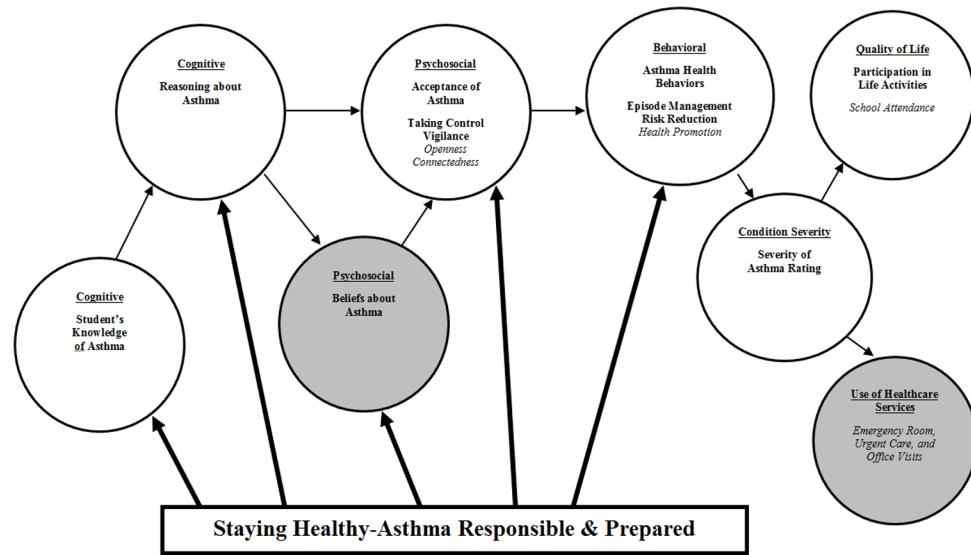 Cognitive
Reasoning about
Asthma
Psychosocial
Acceptance of
Asthma
Taking Control
Vigilance
Openness
Connectedness
Behavioral
Asthma Health
Behaviors
Episode Management
Risk Reduction
Health Promotion
Quality of Life
Participation in
Life Activities
School Attendance
Cognitive
Student's
Knowledge
of Asthma
Psychosocial
Beliefs about
Asthma
Condition Severity
Severity of
Asthma Rating
Use of Healthcare
Services
Emergency Room,
Urgent Care, and
Office Visits
Staying Healthy-Asthma Responsible & Prepared